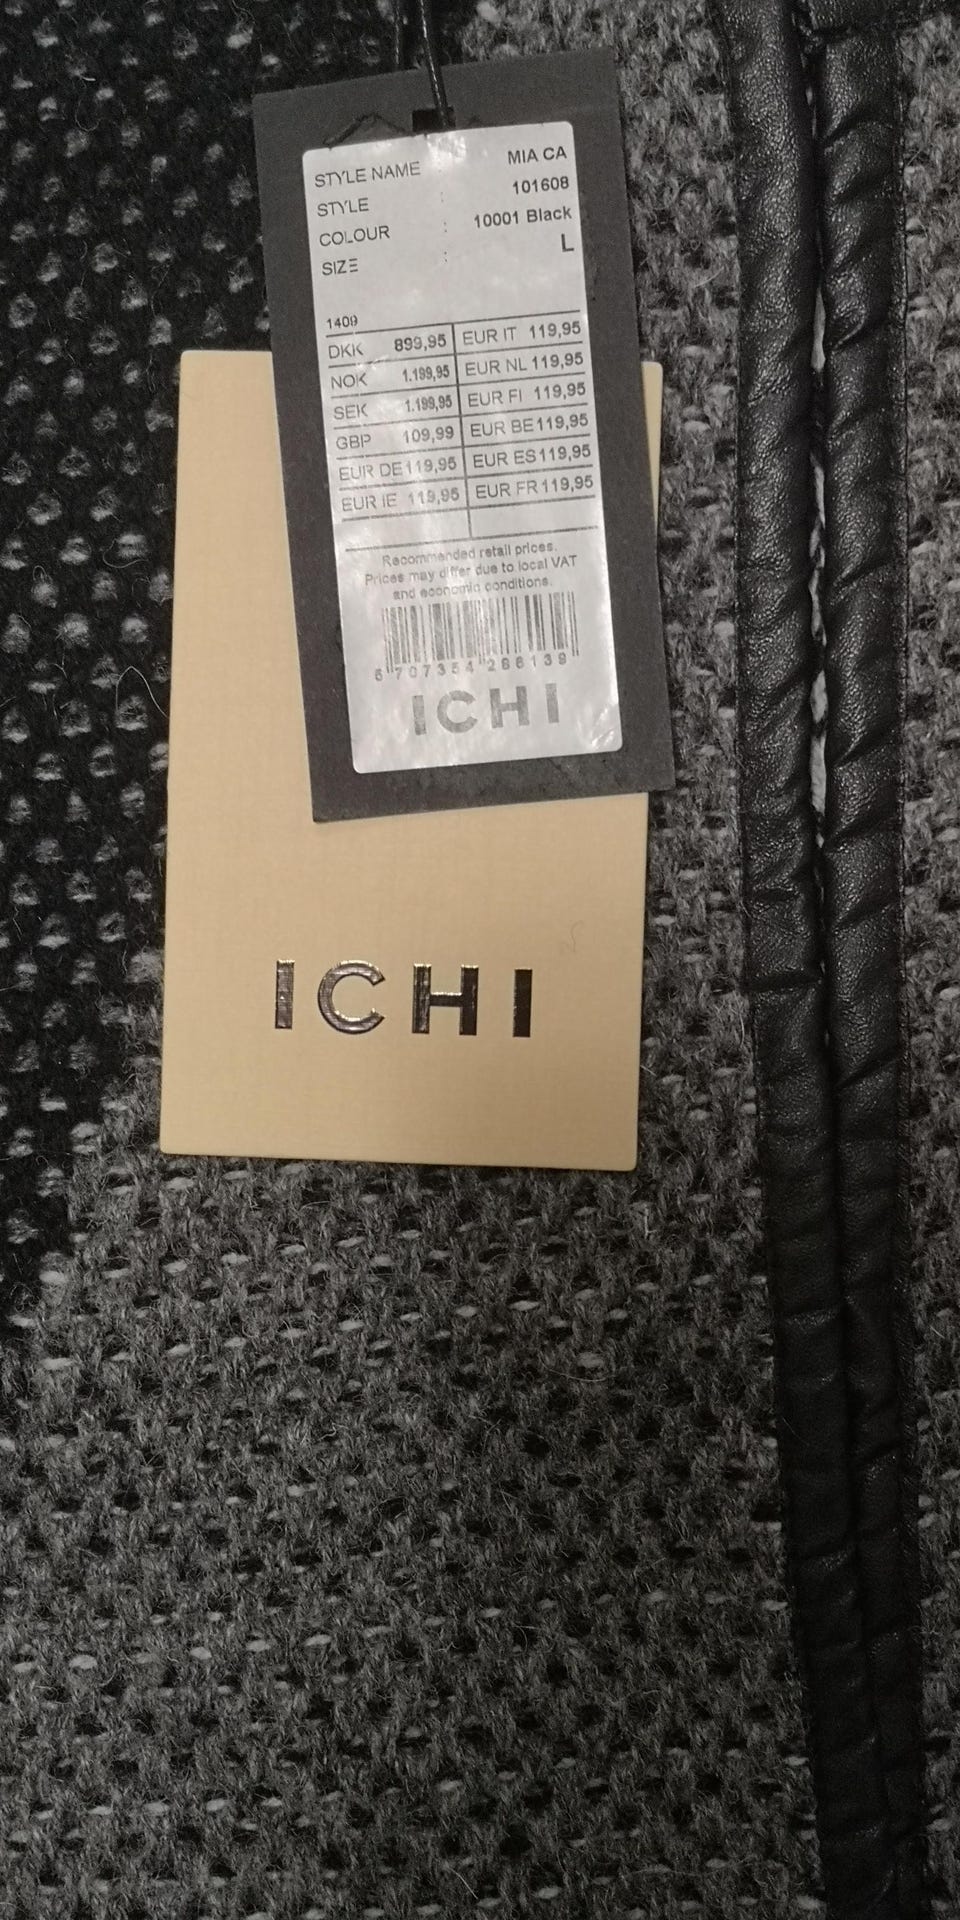 STYLE NAME : MIA CA
STYLE : 101608
COLOUR : 10001 Black
SIZE : L
1409
DKK 899,95 EUR IT 119,95
NOK 1.199,95 EUR NL 119,95
SEK 1.199,95 EUR FI 119,95
GBP 109,99 EUR BE 119,95
EUR DE 119,95 EUR ES 119,95
EUR IE 119,95 EUR FR 119,95
Recommended retail prices.
Prices may differ due to local VAT
and economic conditions.
5 707354 286139
ICHI
ICHI